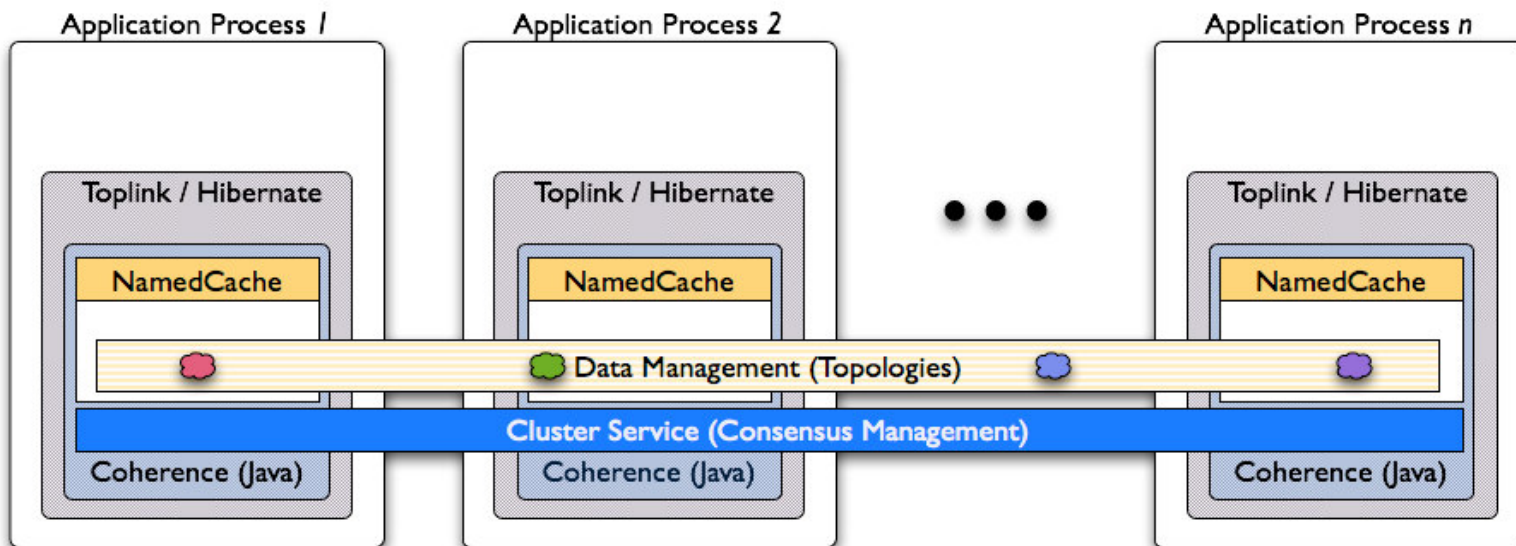 Application Process 1
Application Process 2
Application Process n
Toplink / Hibernate
Toplink / Hibernate
Toplink / Hibernate
NamedCache
NamedCache
NamedCache
Data Management (Topologies)
Cluster Service (Consensus Management)
Coherence (Java)
Coherence (Java)
Coherence (Java)